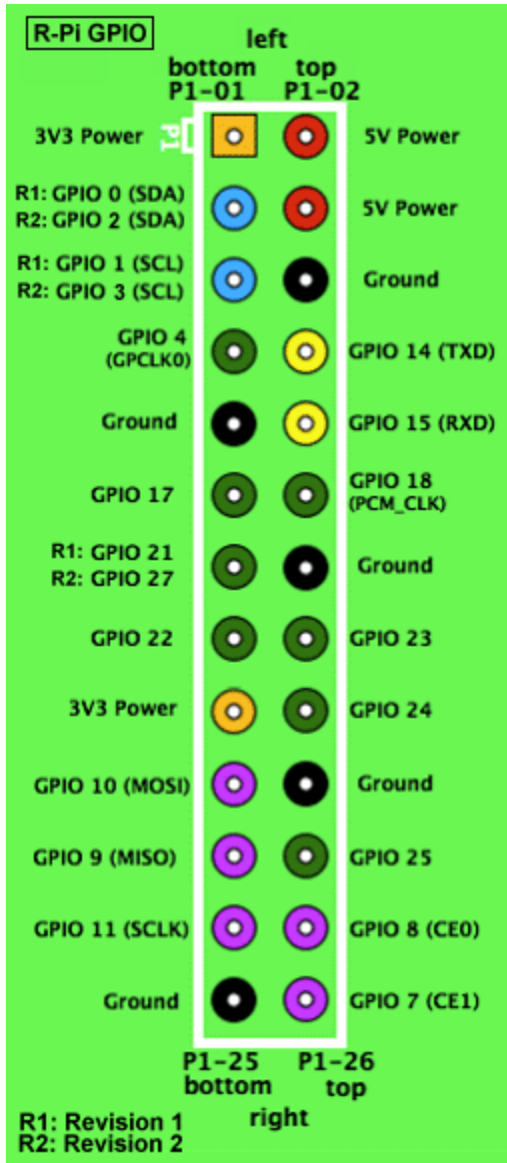 R-Pi GPIO
left
bottom top
P1-01 P1-02
3V3 Power P1 5V Power
R1: GPIO 0 (SDA)
R2: GPIO 2 (SDA) 5V Power
R1: GPIO 1 (SCL)
R2: GPIO 3 (SCL) Ground
GPIO 4
(GPCLK0) GPIO 14 (TXD)
Ground GPIO 15 (RXD)
GPIO 17 GPIO 18
(PCM_CLK)
R1: GPIO 21
R2: GPIO 27 Ground
GPIO 22 GPIO 23
3V3 Power GPIO 24
GPIO 10 (MOSI) Ground
GPIO 9 (MISO) GPIO 25
GPIO 11 (SCLK) GPIO 8 (CE0)
Ground GPIO 7 (CE1)
P1-25 P1-26
bottom top
right
R1: Revision 1
R2: Revision 2